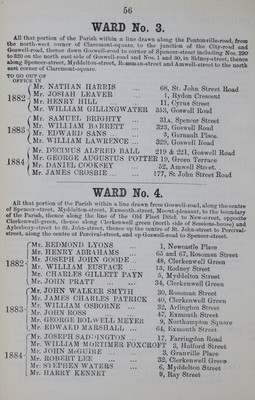 56
WARD No. 3.
All that portion of the Parish within a line drawn along the Pentonville-road, from
the north-west corner of Claremont-square, to the junction of the City-road and
Goswell-road, thence down Goswell-road to corner of Spencer-street including Nos. 290
to 320 on the north east side of Goswell-road and Nos. 1 and 30, in Sidney-street, thence
along Spencer-street, Myddelton-street, Rosoman-street and Amwell-street to the north
west corner of Claremont-square.
TO GO OUT OF
OFFICE IN
1882 Mr. NATHAN HARRIS ... 68, St. John Street Road
Mr. JOSIAH LEAVER ... 1, Rydon Crescent
Mr. HENRY HILL ... 11, Cyrus Street
Mr. WILLIAM GILLINGWATER 353, Goswell Road
1883 Mr. SAMUEL BRIGHTY ... 31A, Spencer Street
Mr. WILLIAM BARRETT ... 323, Goswell Road
Mr. EDWARD SANS ... 3, Garnault Place.
Mr. WILLIAM LAWRENCE ... 329, Goswell Road
1884 Mr. DECIMUS ALFRED BALL. 219 & 221, Goswell Road
Mr. GEORGE AUGUSTUS POTTER 19, Green Terrace
Mr. DANIEL COOKSEY ... 52, Amwell Street.
Mr. JAMES CROSBIE ... 177, St John Street Road
WARD No. 4.
All that portion of the Parish within a line drawn from Goswell-road, along the centre
of Spencer-street, Myddelton-street, Exmouth-street, Mount-pleasant, to the boundary
of the Parish, thence along the line of the Old Fleet Ditch to Vineyard-walk, opposite
Clerkenwell-green, thence along Clerkenwell green (north side of Sessions-house) and
Aylesbury-street to St. John-street, thence up the centre of St. John-street to Percival-
street, along the centre of Percival-street, and up Goswell-road to Spencer-street.
1882 Mr. REDMOND LYONS ... 1, Newcastle Place
Mr. HENRY ABRAHAMS ... 65 and 67, Rosoman Street
Mr. JOSEPH JOHN GOODE 48, Clerkenwell Green
Mr. WILLIAM EUSTACE ... 13, Rodney Street
Mr. CHARLES GILBERT PAYN 5, Myddelton Street
Mr. JOHN PRATT ... 34, Clerkenwell Green
1883 Mr. JOHN WALKER SMYTH 30, Rosoman Street
Mr. JAMES CHARLES PATRICK 40, Clerkenwell Green
Mr. WILLIAM OSBOINE ... 32, Arlington Street
Mr. JOHN ROSS ... 47, Exmouth Street
Mr. GEORGE BOLWELL MEYER 9, Northampton Square
Mr. EDWARD MARSHALL ... 64, Exmouth Street
1884 Mr. JOSEPH SADDINGTON 17, Farringdon Road
Mr. WILLIAM MORTIMER FOXCROFT 3, Holford Street
Mr. JOHN McGUIRE ... 3, Granville Place
Mr. ROBERT LEE ... 32, Clerkenwell Green
Mr. STEPHEN WATERS ... 6, Myddelton Street
Mr. HARRY KENNET ... 9, Ray Street